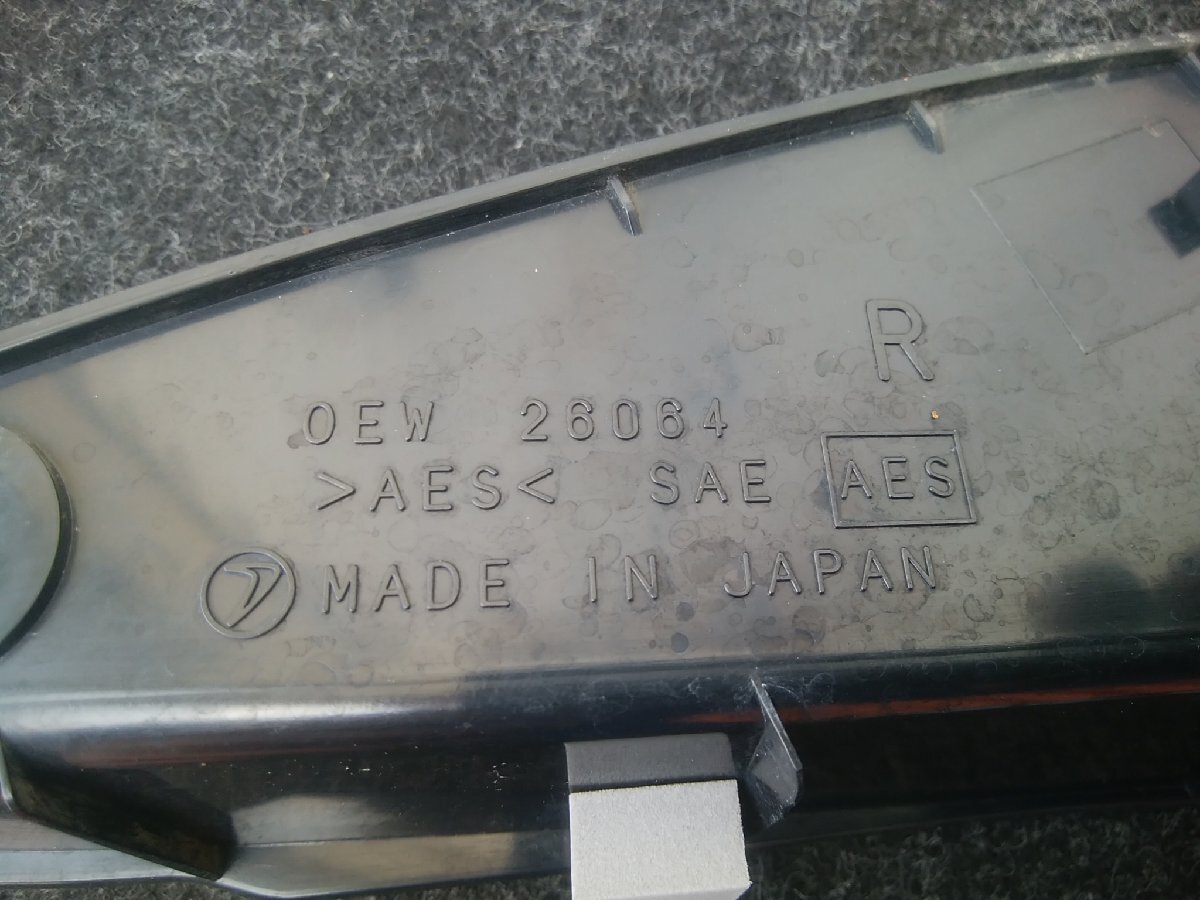 R
OEW 26064
>AES< SAE AES
MADE IN JAPAN